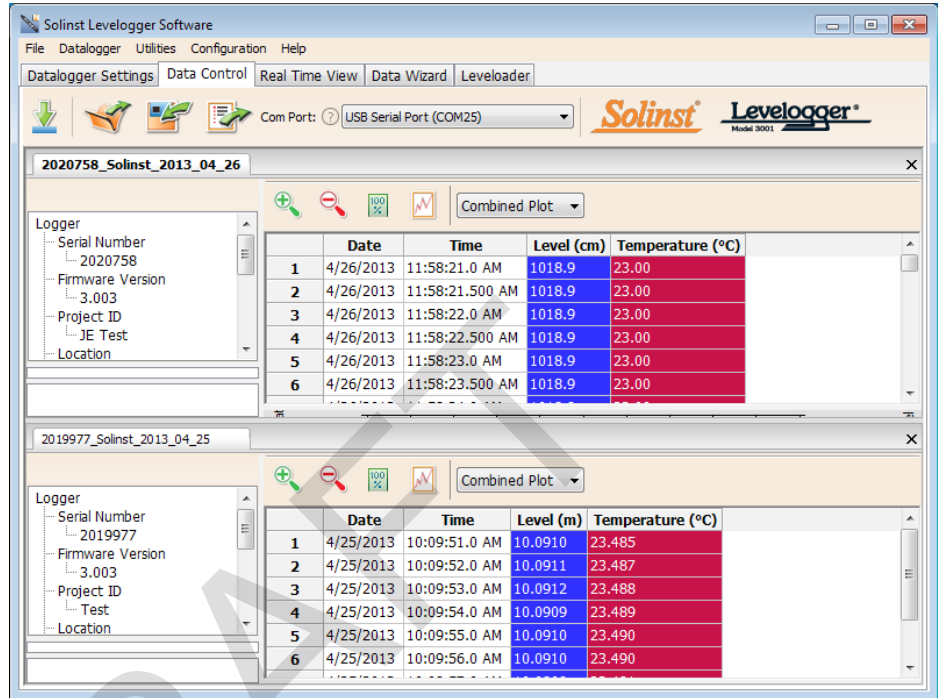 Solinst Levelogger Software
File Datalogger Utilities Configuration Help
Datalogger Settings Data Control Real Time View Data Wizard Leveloader
Com Port: ? USB Serial Port (COM25) Solinst Levelogger
Model 3001
2020758_Solinst_2013_04_26
100 % Combined Plot
Logger
Serial Number
2020758
Firmware Version
3.003
Project ID
JE Test
Location
Date Time Level (cm) Temperature (ºC)
1 4/26/2013 11:58:21.0 AM 1018.9 23.00
2 4/26/2013 11:58:21.500 AM 1018.9 23.00
3 4/26/2013 11:58:22.0 AM 1018.9 23.00
4 4/26/2013 11:58:22.500 AM 1018.9 23.00
5 4/26/2013 11:58:23.0 AM 1018.9 23.00
6 4/26/2013 11:58:23.500 AM 1018.9 23.00
2019977_Solinst_2013_04_25
100 % Combined Plot
Logger
Serial Number
2019977
Firmware Version
3.003
Project ID
Test
Location
Date Time Level (m) Temperature (ºC)
1 4/25/2013 10:09:51.0 AM 10.0910 23.485
2 4/25/2013 10:09:52.0 AM 10.0911 23.487
3 4/25/2013 10:09:53.0 AM 10.0912 23.488
4 4/25/2013 10:09:54.0 AM 10.0909 23.489
5 4/25/2013 10:09:55.0 AM 10.0910 23.490
6 4/25/2013 10:09:56.0 AM 10.0910 23.490
DRAFT